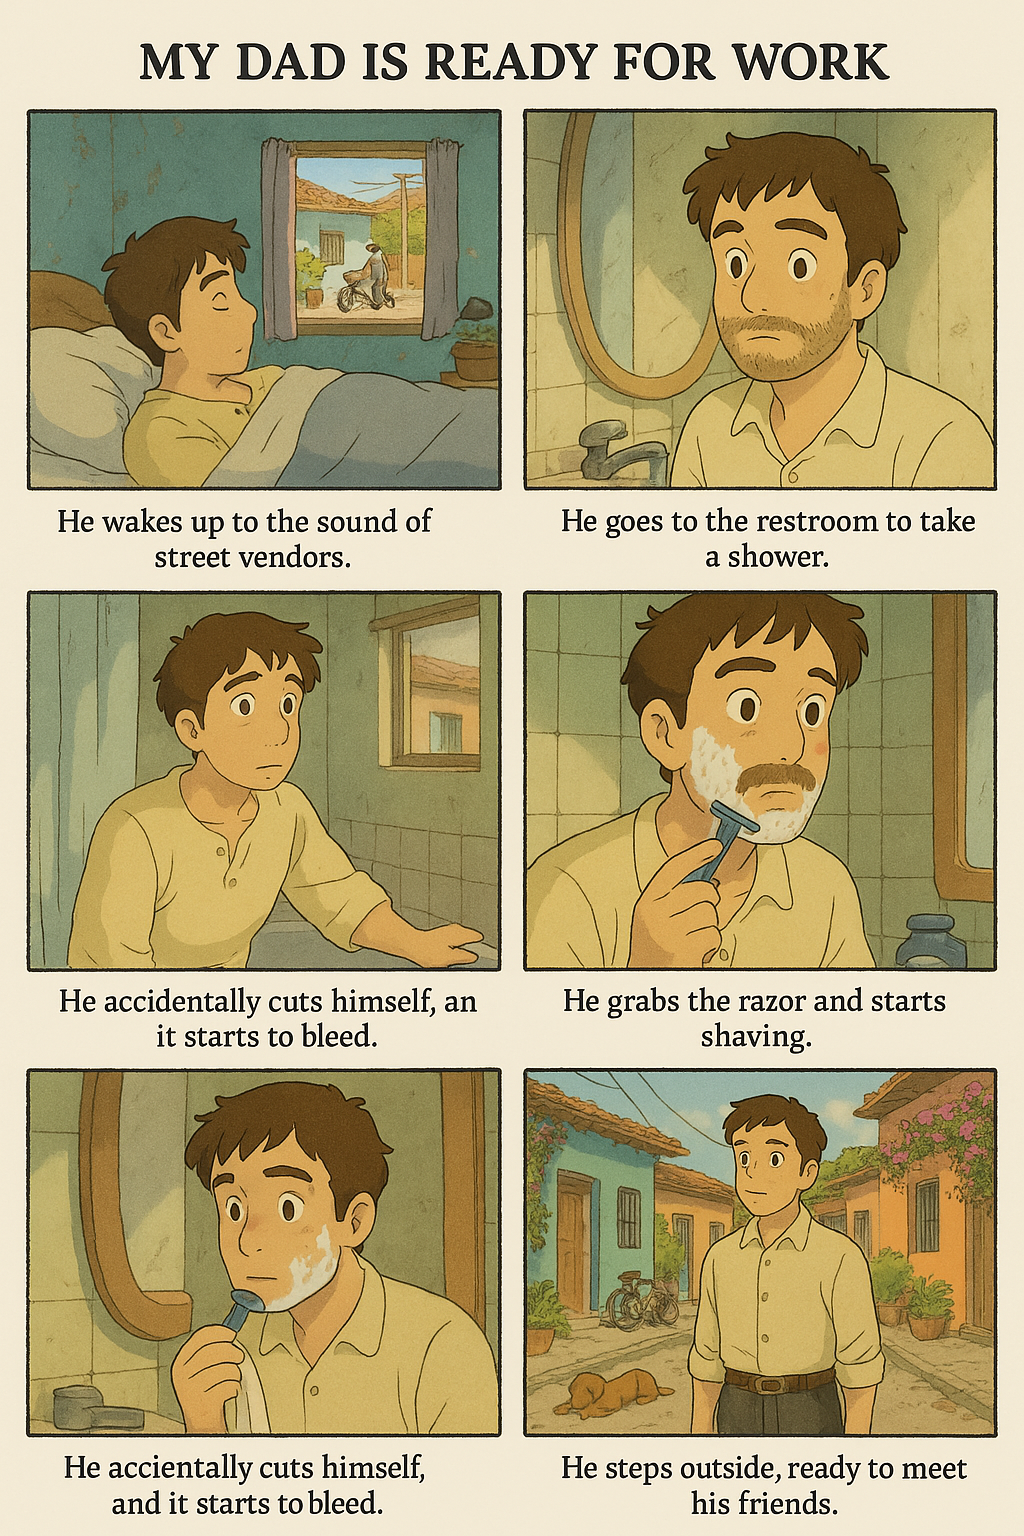 MY DAD IS READY FOR WORK
He wakes up to the sound of
street vendors.
He goes to the restroom to take
a shower.
He accidentally cuts himself, an
it starts to bleed.
He grabs the razor and starts
shaving.
He accientally cuts himself,
and it starts to bleed.
He steps outside, ready to meet
his friends.